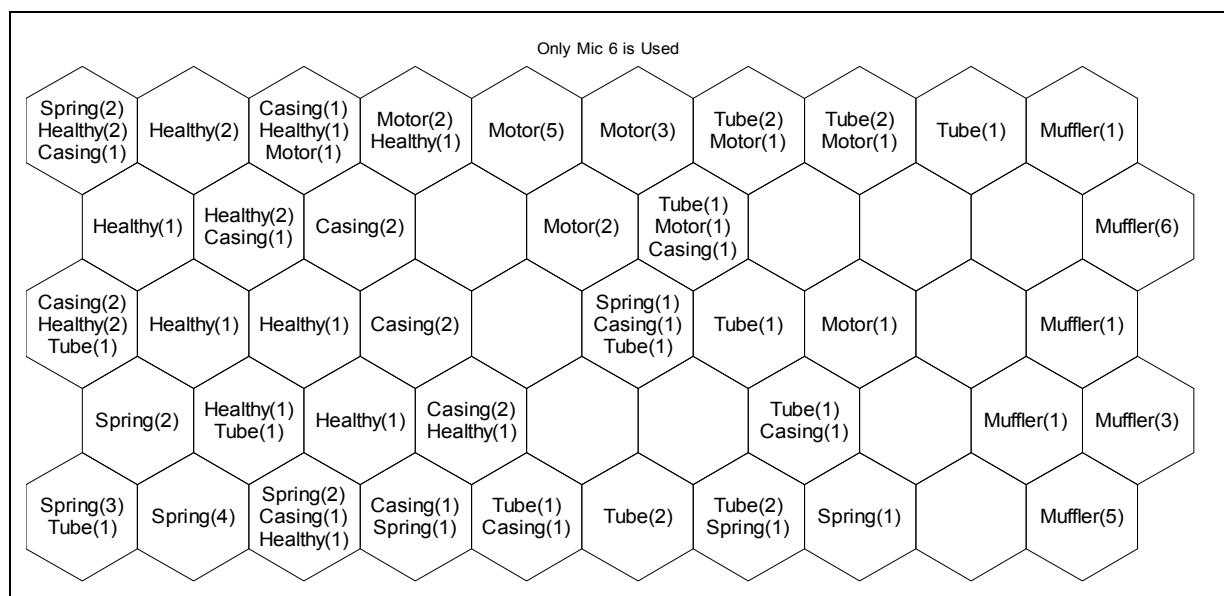 Only Mic 6 is Used
Spring(2)
Healthy(2)
Casing(1)
Healthy(2)
Casing(1)
Healthy(1)
Motor(1)
Motor(2)
Healthy(1)
Motor(5)
Motor(3)
Tube(2)
Motor(1)
Tube(2)
Motor(1)
Tube(1)
Muffler(1)
Healthy(1)
Healthy(2)
Casing(1)
Casing(2)
Motor(2)
Tube(1)
Motor(1)
Casing(1)
Muffler(6)
Casing(2)
Healthy(2)
Tube(1)
Healthy(1)
Healthy(1)
Casing(2)
Spring(1)
Casing(1)
Tube(1)
Tube(1)
Motor(1)
Muffler(1)
Spring(2)
Healthy(1)
Tube(1)
Healthy(1)
Casing(2)
Healthy(1)
Tube(1)
Casing(1)
Muffler(1)
Muffler(3)
Spring(3)
Tube(1)
Spring(4)
Spring(2)
Casing(1)
Healthy(1)
Casing(1)
Spring(1)
Tube(1)
Casing(1)
Tube(2)
Tube(2)
Spring(1)
Spring(1)
Muffler(5)